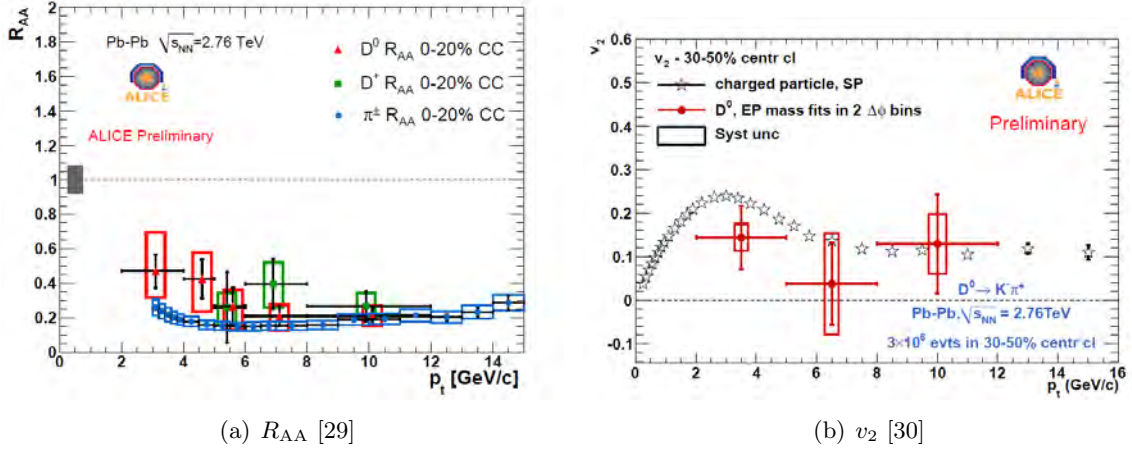 R_AA
2
1.8
1.6
1.4
1.2
1
0.8
0.6
0.4
0.2
0
Pb-Pb √s_NN=2.76 TeV
ALICE
ALICE Preliminary
D⁰ R_AA 0-20% CC
D⁺ R_AA 0-20% CC
π± R_AA 0-20% CC
0 2 4 6 8 10 12 14
p_t [GeV/c]
(a) R_AA [29]
v_2
0.6
0.5
0.4
0.3
0.2
0.1
0
-0.1
v_2 - 30-50% centr cl
charged particle, SP
D⁰, EP mass fits in 2 Δϕ bins
Syst unc
ALICE
Preliminary
D⁰→ K⁻π⁺
Pb-Pb,√s_NN = 2.76TeV
3×10⁶ evts in 30-50% centr cl
0 2 4 6 8 10 12 14 16
p_t (GeV/c)
(b) v_2 [30]